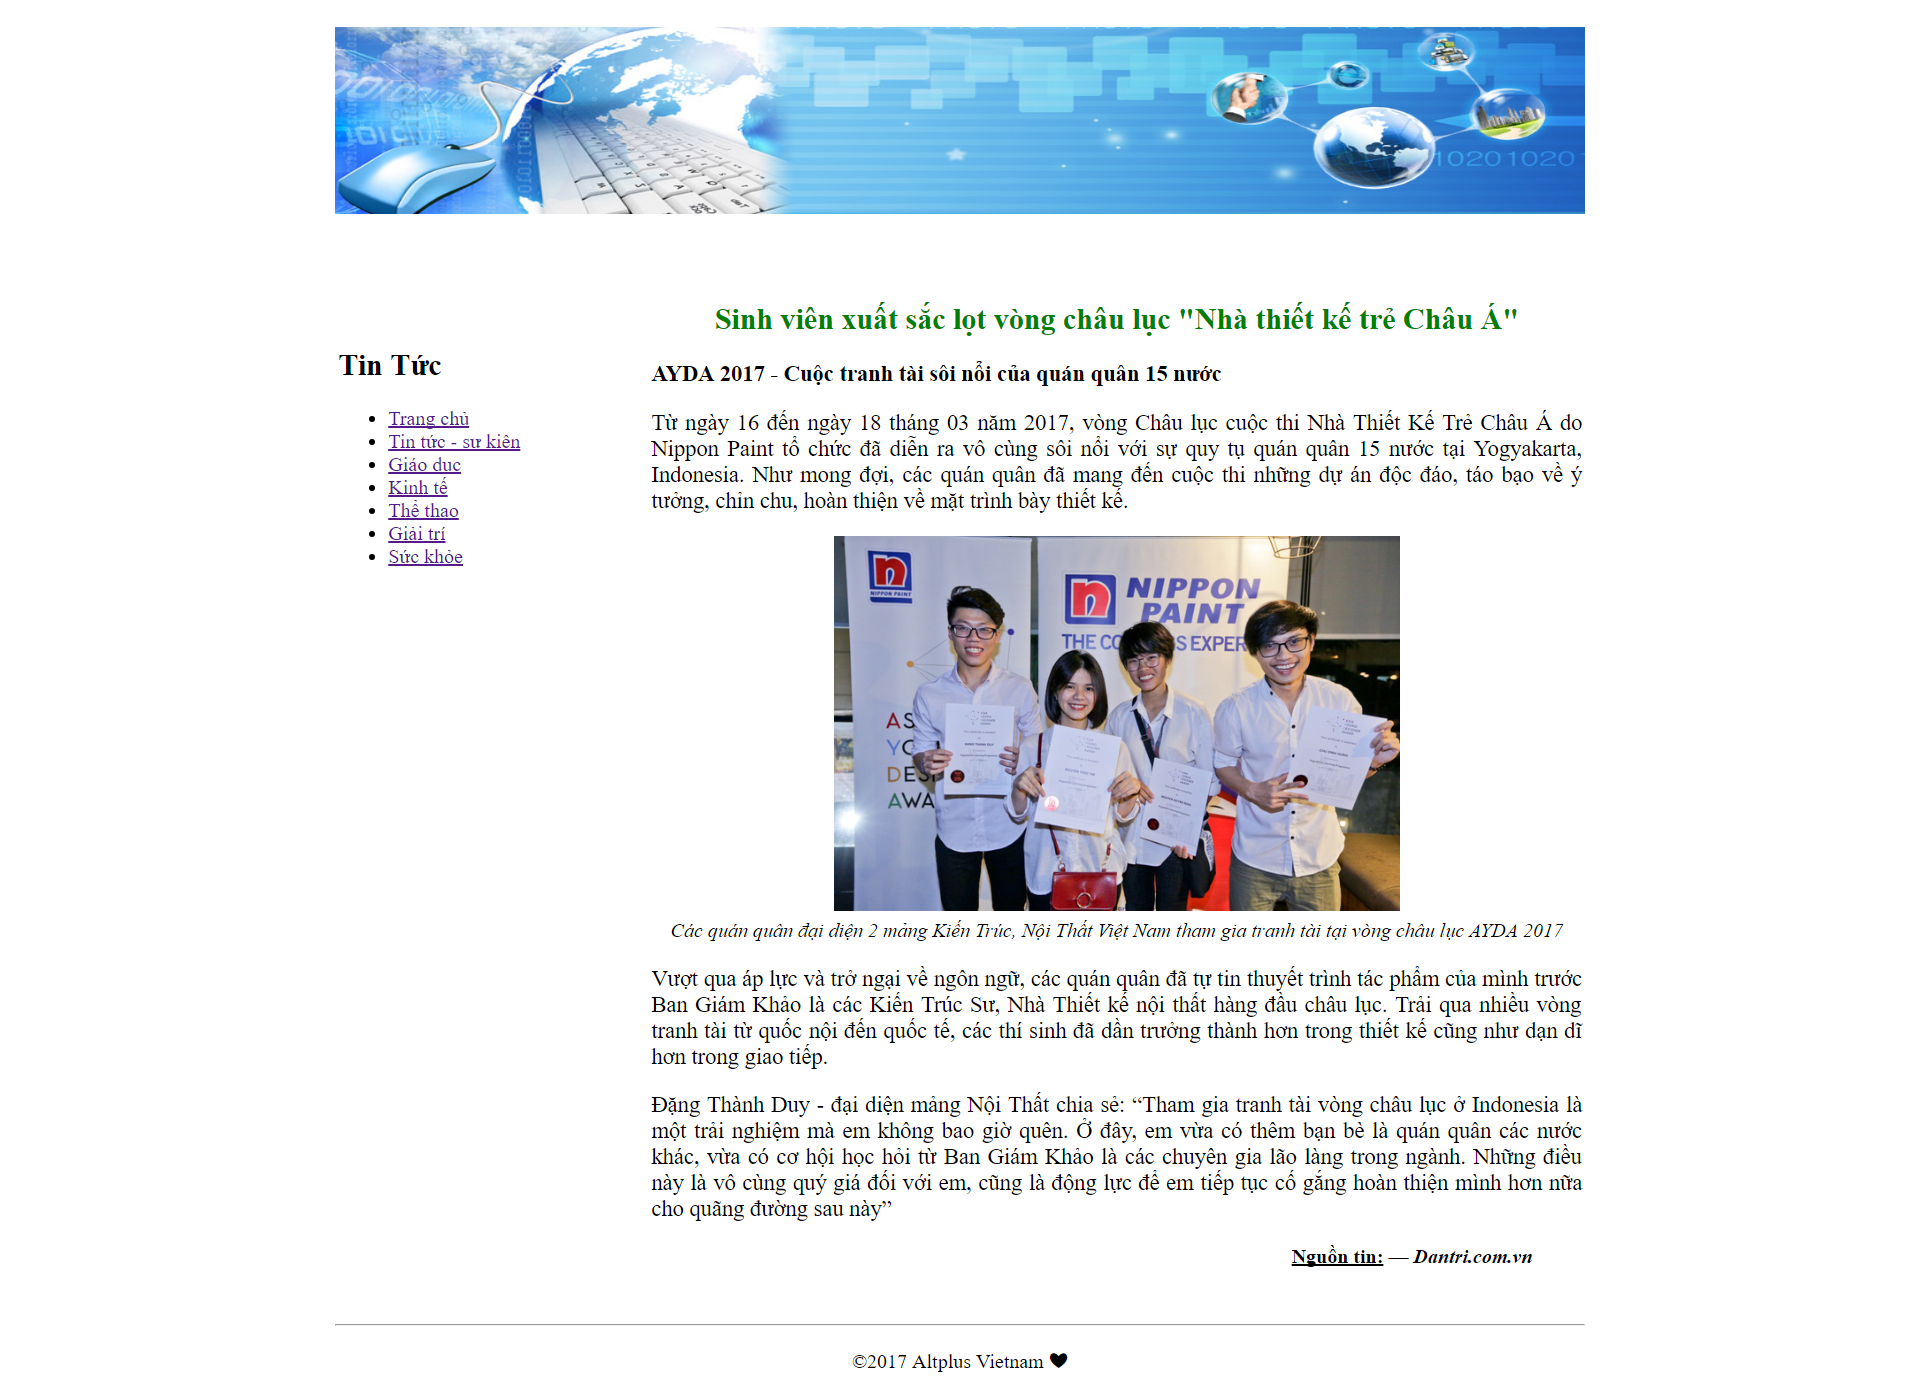 10201020
Sinh viên xuất sắc lọt vòng châu lục "Nhà thiết kế trẻ Châu Á"
Tin Tức
Trang chủ
Tin tức - sự kiện
Giáo dục
Kinh tế
Thể thao
Giải trí
Sức khỏe
AYDA 2017 - Cuộc tranh tài sôi nổi của quán quân 15 nước
Từ ngày 16 đến ngày 18 tháng 03 năm 2017, vòng Châu lục cuộc thi Nhà Thiết Kế Trẻ Châu Á do
Nippon Paint tổ chức đã diễn ra vô cùng sôi nổi với sự quy tụ quán quân 15 nước tại Yogyakarta,
Indonesia. Như mong đợi, các quán quân đã mang đến cuộc thi những dự án độc đáo, táo bạo về ý
tưởng, chỉn chu, hoàn thiện về mặt trình bày thiết kế.
NIPPON PAINT
NIPPON
PAINT
THE CO S EXPER
AS
YO
DESI
AWA
Các quán quân đại diện 2 mảng Kiến Trúc, Nội Thất Việt Nam tham gia tranh tài tại vòng châu lục AYDA 2017
Vượt qua áp lực và trở ngại về ngôn ngữ, các quán quân đã tự tin thuyết trình tác phẩm của mình trước
Ban Giám Khảo là các Kiến Trúc Sư, Nhà Thiết kế nội thất hàng đầu châu lục. Trải qua nhiều vòng
tranh tài từ quốc nội đến quốc tế, các thí sinh đã dần trưởng thành hơn trong thiết kế cũng như dạn dĩ
hơn trong giao tiếp.
Đặng Thành Duy - đại diện mảng Nội Thất chia sẻ: “Tham gia tranh tài vòng châu lục ở Indonesia là
một trải nghiệm mà em không bao giờ quên. Ở đây, em vừa có thêm bạn bè là quán quân các nước
khác, vừa có cơ hội học hỏi từ Ban Giám Khảo là các chuyên gia lão làng trong ngành. Những điều
này là vô cùng quý giá đối với em, cũng là động lực để em tiếp tục cố gắng hoàn thiện mình hơn nữa
cho quãng đường sau này”
Nguồn tin: — Dantri.com.vn
©2017 Altplus Vietnam ♥